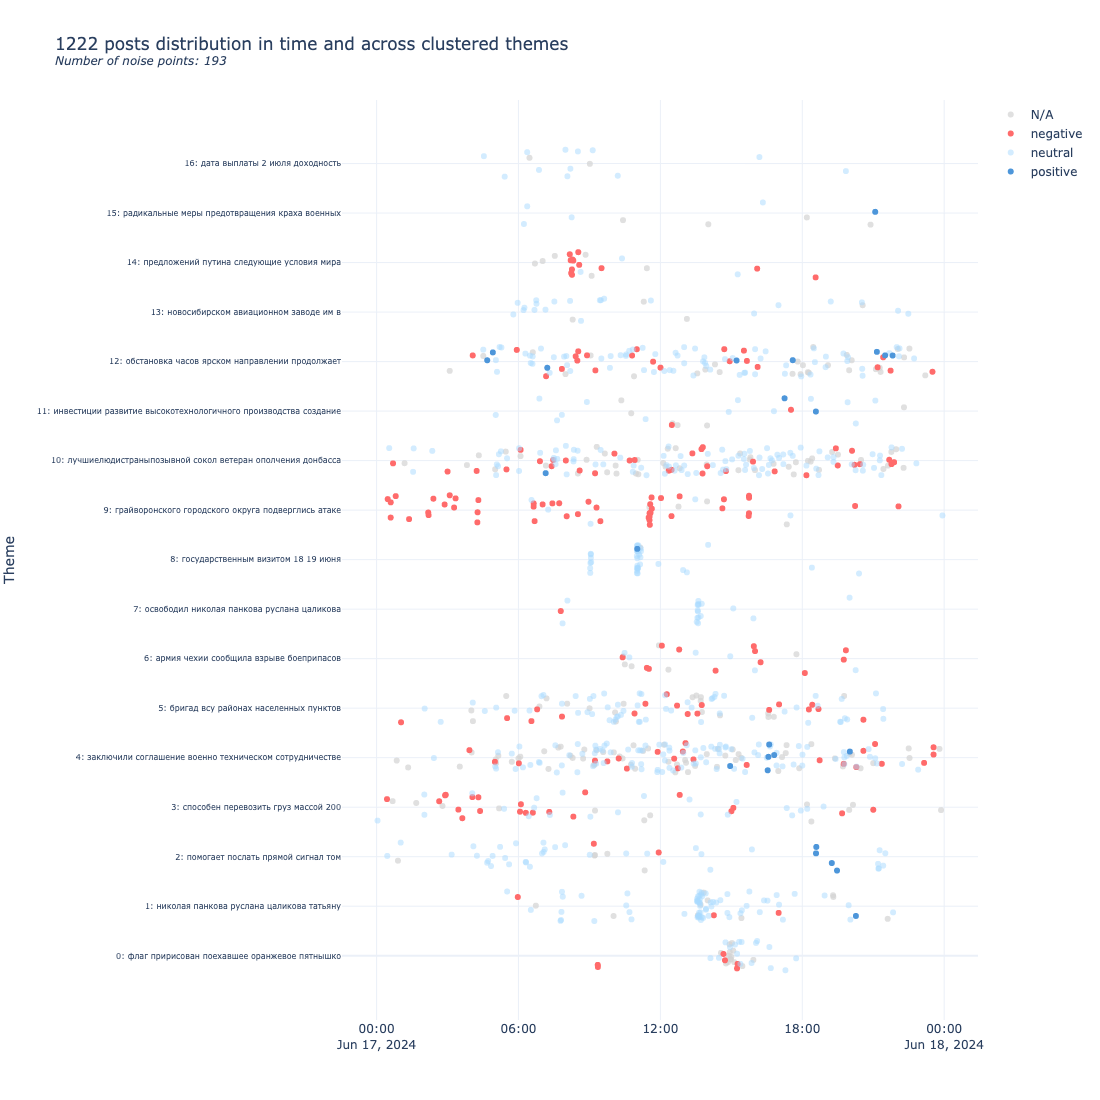 1222 posts distribution in time and across clustered themes
Number of noise points: 193
N/A
negative
neutral
positive
16: дата выплаты 2 июля доходность
15: радикальные меры предотвращения краха военных
14: предложений путина следующие условия мира
13: новосибирском авиационном заводе им в
12: обстановка часов ярском направлении продолжает
11: инвестиции развитие высокотехнологичного производства создание
10: лучшиелюдистраныпозывной сокол ветеран ополчения донбасса
9: грайворонского городского округа подверглись атаке
8: государственным визитом 18 19 июня
7: освободил николая панкова руслана цаликова
6: армия чехии сообщила взрыве боеприпасов
5: бригад всу районах населенных пунктов
4: заключили соглашение военно техническом сотрудничестве
3: способен перевозить груз массой 200
2: помогает послать прямой сигнал том
1: николая панкова руслана цаликова татьяну
0: флаг пририсован поехавшее оранжевое пятнышко
Theme
00:00 06:00 12:00 18:00 00:00
Jun 17, 2024 Jun 18, 2024